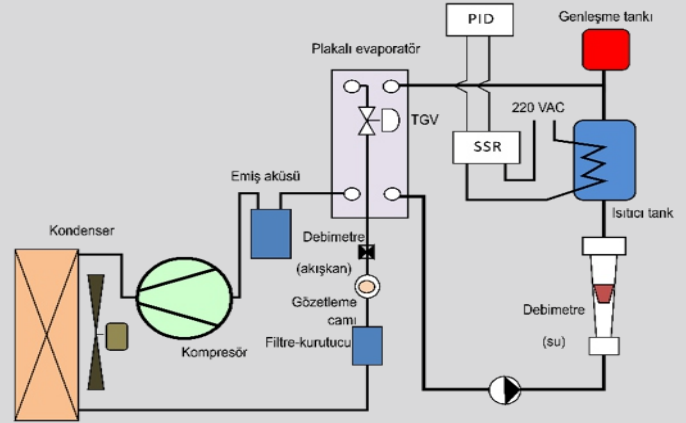 PID
Genleşme tankı
Plakalı evaporatör
220 VAC
TGV
SSR
Emiş aküsü
Isıtıcı tank
Kondenser
Debimetre
(akışkan)
Gözetleme
camı
Debimetre
(su)
Kompresör
Filtre-kurutucu